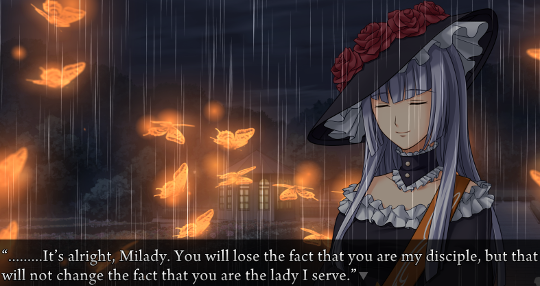 “.........It’s alright, Milady. You will lose the fact that you are my disciple, but that
will not change the fact that you are the lady I serve.”